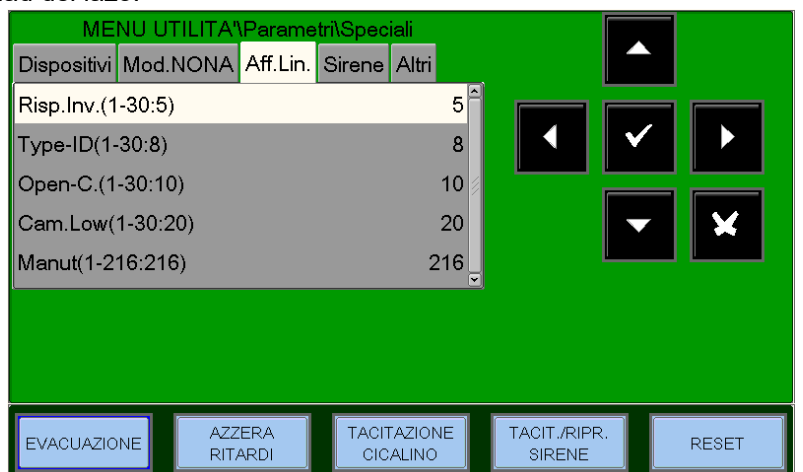 MENU UTILITA'\Parametri\Speciali
Dispositivi Mod.NONA Aff.Lin. Sirene Altri
Risp.Inv.(1-30:5) 5
Type-ID(1-30:8) 8
Open-C.(1-30:10) 10
Cam.Low(1-30:20) 20
Manut(1-216:216) 216
EVACUAZIONE
AZZERA
RITARDI
TACITAZIONE
CICALINO
TACIT./RIPR.
SIRENE
RESET